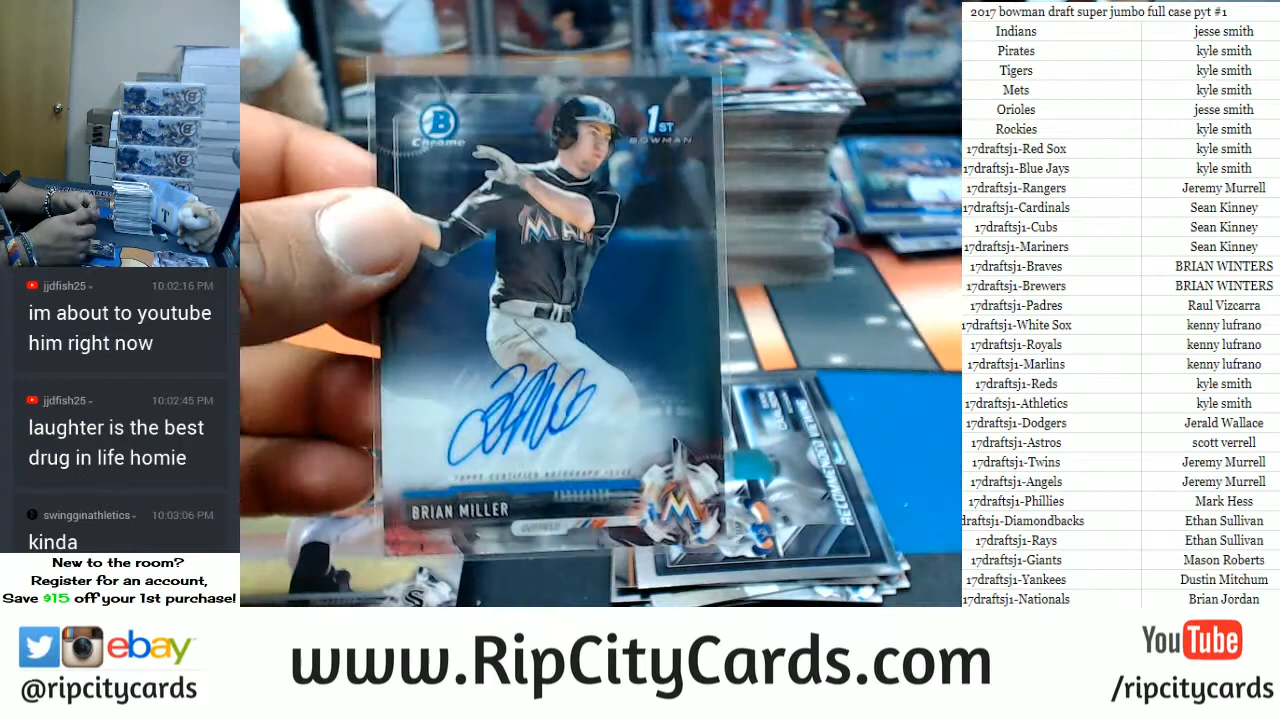 jjdfish25 10:02:16 PM
im about to youtube
him right now
jjdfish25 10:02:45 PM
laughter is the best
drug in life homie
swingginathletics 10:03:06 PM
kinda
New to the room?
Register for an account,
Save $15 off your 1st purchase!
B
Chrome
1ST
BOWMAN
MIAMI
TOPPS CERTIFIED AUTOGRAPH ISSUE
BRIAN MILLER
OUTFIELD
M
T
2017 bowman draft super jumbo full case pyt #1
Indians jesse smith
Pirates kyle smith
Tigers kyle smith
Mets kyle smith
Orioles jesse smith
Rockies kyle smith
17draftsj1-Red Sox kyle smith
17draftsj1-Blue Jays kyle smith
17draftsj1-Rangers Jeremy Murrell
17draftsj1-Cardinals Sean Kinney
17draftsj1-Cubs Sean Kinney
17draftsj1-Mariners Sean Kinney
17draftsj1-Braves BRIAN WINTERS
17draftsj1-Brewers BRIAN WINTERS
17draftsj1-Padres Raul Vizcarra
17draftsj1-White Sox kenny lufrano
17draftsj1-Royals kenny lufrano
17draftsj1-Marlins kenny lufrano
17draftsj1-Reds kyle smith
17draftsj1-Athletics kyle smith
17draftsj1-Dodgers Jerald Wallace
17draftsj1-Astros scott verrell
17draftsj1-Twins Jeremy Murrell
17draftsj1-Angels Jeremy Murrell
17draftsj1-Phillies Mark Hess
draftsj1-Diamondbacks Ethan Sullivan
17draftsj1-Rays Ethan Sullivan
17draftsj1-Giants Mason Roberts
17draftsj1-Yankees Dustin Mitchum
17draftsj1-Nationals Brian Jordan
ebay
@ripcitycards
www.RipCityCards.com
YouTube
/ripcitycards